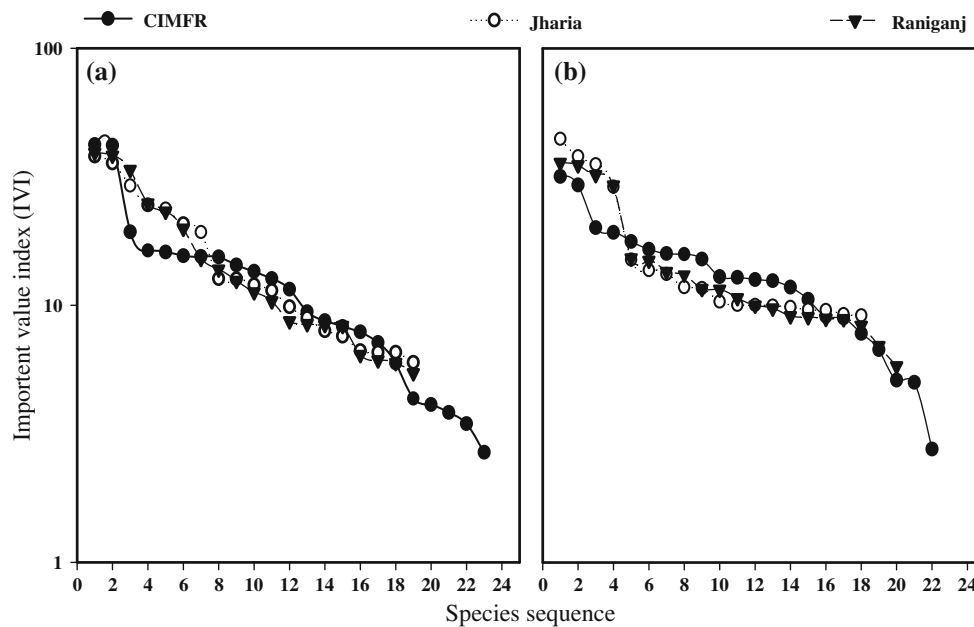 CIMFR Jharia Raniganj
100
(a) (b)
Importent value index (IVI)
10
1
0 2 4 6 8 10 12 14 16 18 20 22 24 0 2 4 6 8 10 12 14 16 18 20 22 24
Species sequence